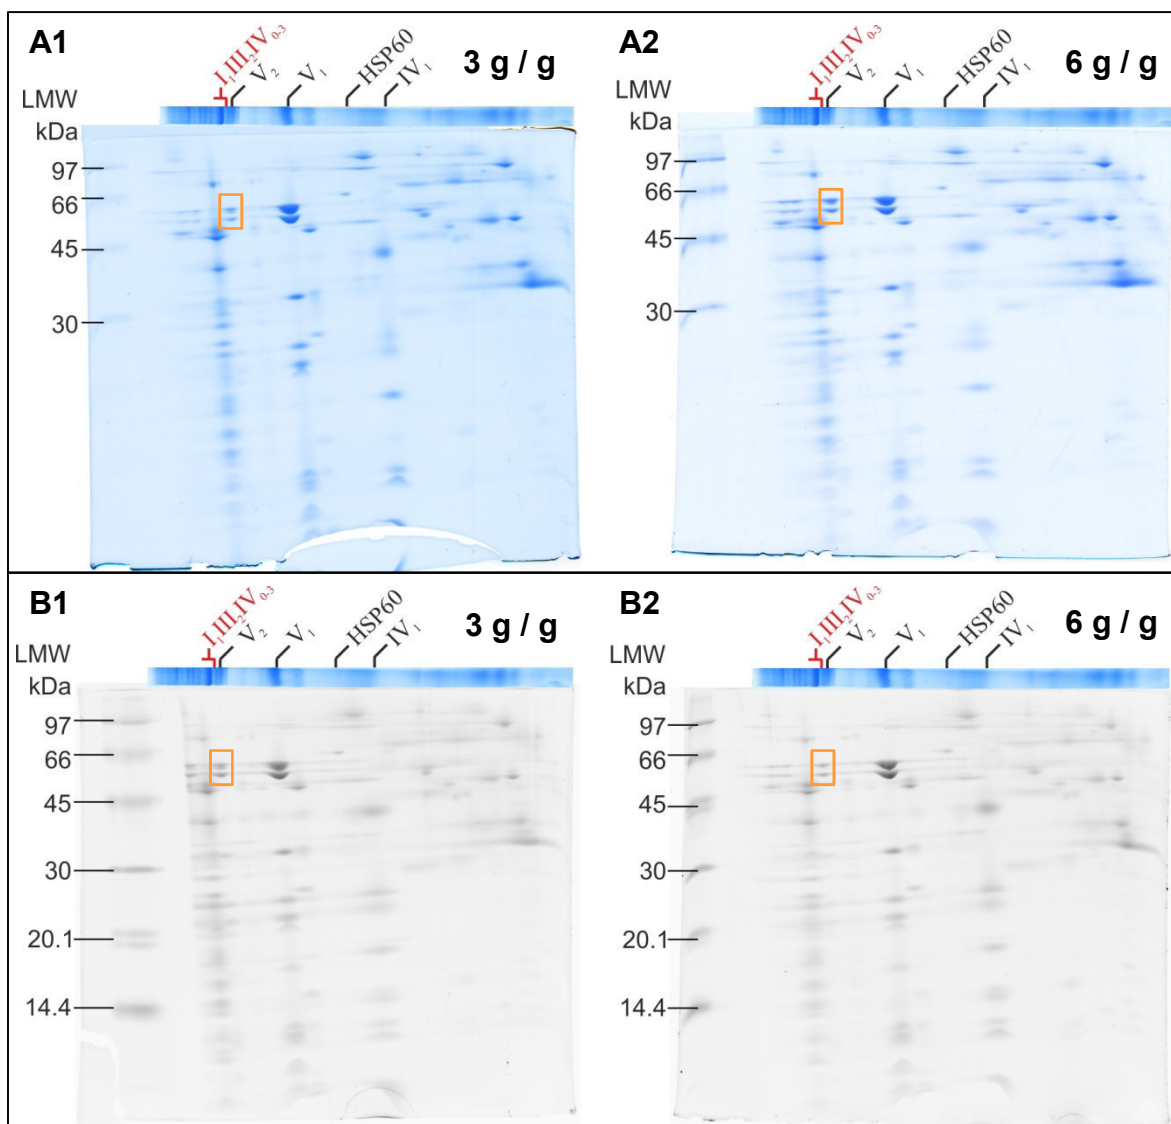 A1
I₁III₂IV₀₋₃
V₂
V₁
HSP60
IV₁
3 g / g
LMW
kDa
97
66
45
30
A2
I₁III₂IV₀₋₃
V₂
V₁
HSP60
IV₁
6 g / g
LMW
kDa
97
66
45
30
B1
I₁III₂IV₀₋₃
V₂
V₁
HSP60
IV₁
3 g / g
LMW
kDa
97
66
45
30
20.1
14.4
B2
I₁III₂IV₀₋₃
V₂
V₁
HSP60
IV₁
6 g / g
LMW
kDa
97
66
45
30
20.1
14.4